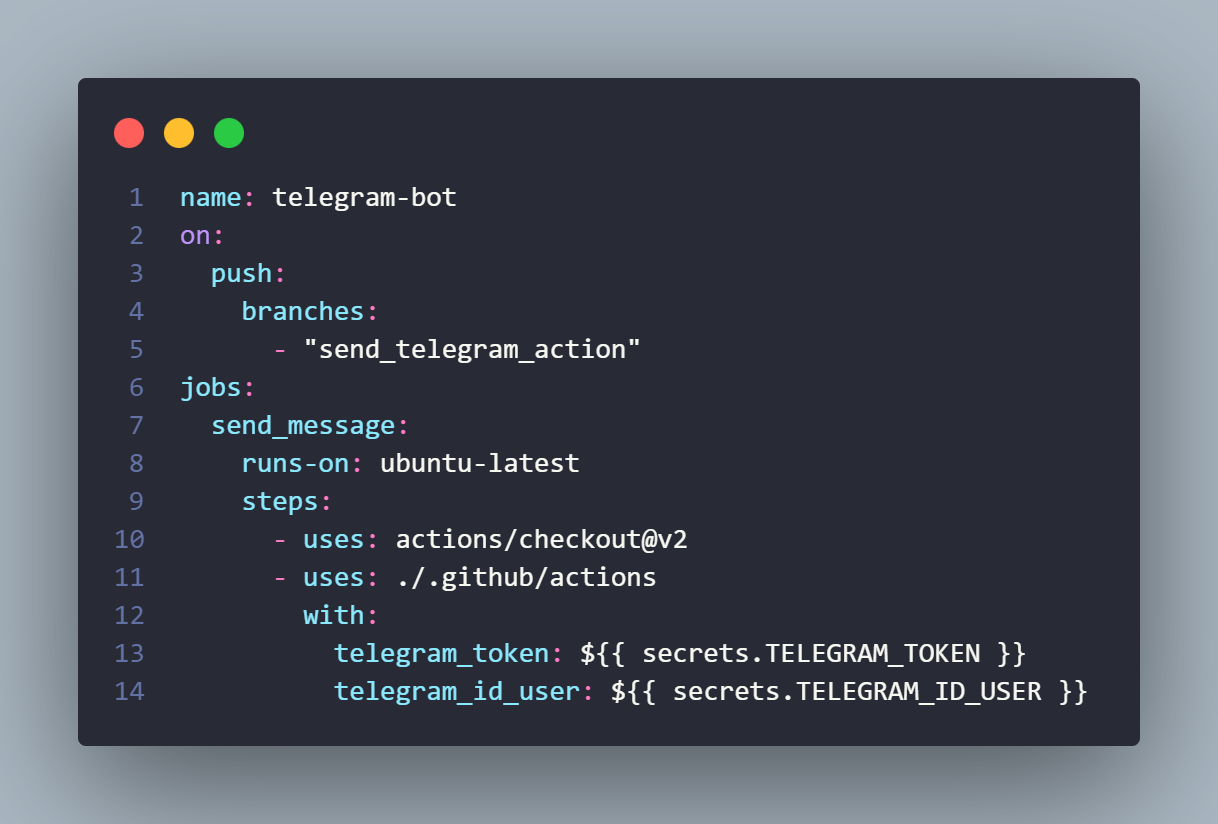 1 name: telegram-bot
2 on:
3   push:
4     branches:
5       - "send_telegram_action"
6 jobs:
7   send_message:
8     runs-on: ubuntu-latest
9     steps:
10       - uses: actions/checkout@v2
11       - uses: ./.github/actions
12         with:
13           telegram_token: ${{ secrets.TELEGRAM_TOKEN }}
14           telegram_id_user: ${{ secrets.TELEGRAM_ID_USER }}